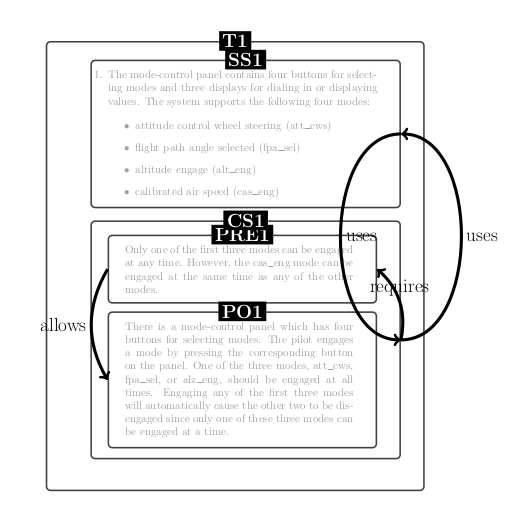 T1
SS1
1. The mode-control panel contains four buttons for select-
ing modes and three displays for dialing in or displaying
values. The system supports the following four modes:
• attitude control wheel steering (att_cws)
• flight path angle selected (fpa_sel)
• altitude engage (alt_eng)
• calibrated air speed (cas_eng)
CS1
PRE1
uses
uses
Only one of the first three modes can be engaged
at any time. However, the cas_eng mode can be
engaged at the same time as any of the other
modes.
requires
PO1
allows
There is a mode-control panel which has four
buttons for selecting modes. The pilot engages
a mode by pressing the corresponding button
on the panel. One of the three modes, att_cws,
fpa_sel, or alz_eng, should be engaged at all
times. Engaging any of the first three modes
will automatically cause the other two to be dis-
engaged since only one of these three modes can
be engaged at a time.